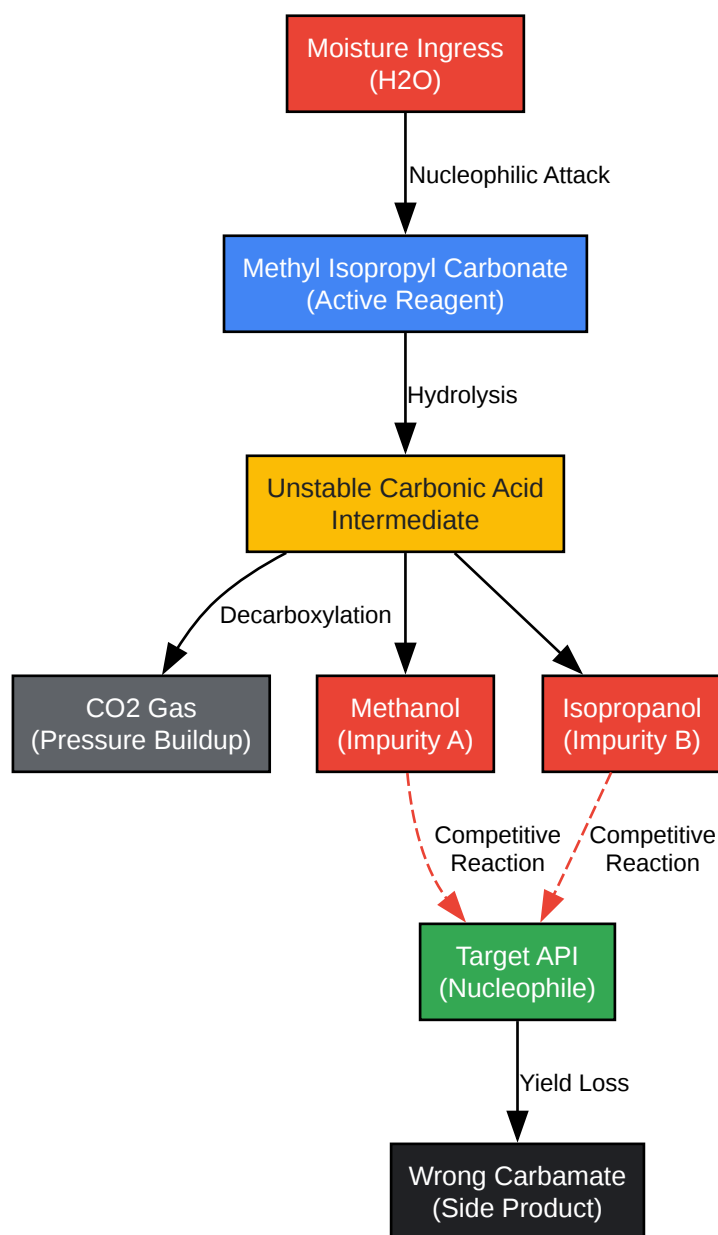 Moisture Ingress
(H2O)
Nucleophilic Attack
Methyl Isopropyl Carbonate
(Active Reagent)
Hydrolysis
Unstable Carbonic Acid
Intermediate
Decarboxylation
CO2 Gas
(Pressure Buildup)
Methanol
(Impurity A)
Isopropanol
(Impurity B)
Competitive
Reaction
Competitive
Reaction
Target API
(Nucleophile)
Yield Loss
Wrong Carbamate
(Side Product)